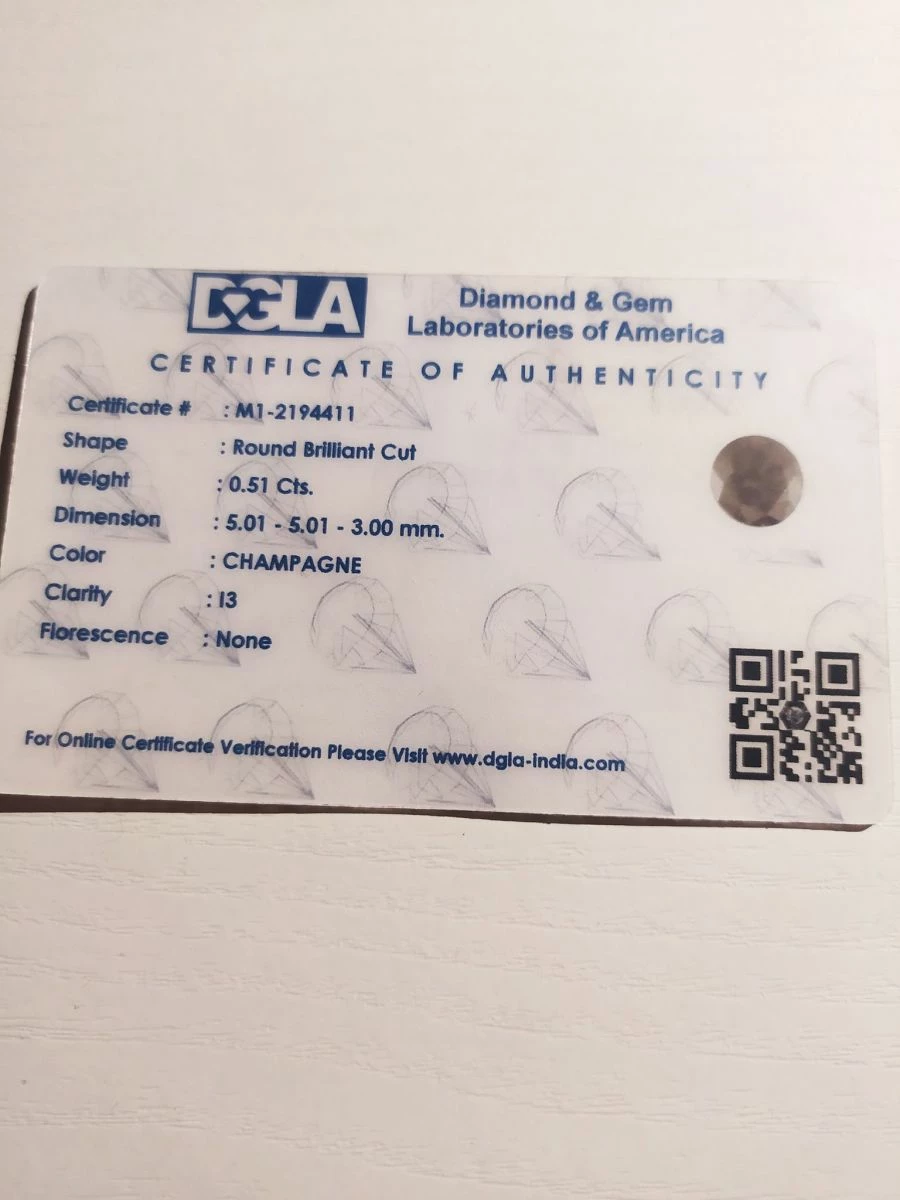 DGLA
Diamond & Gem
Laboratories of America
CERTIFICATE OF AUTHENTICITY
Certificate # : M1-2194411
Shape : Round Brilliant Cut
Weight : 0.51 Cts.
Dimension : 5.01 - 5.01 - 3.00 mm.
Color : CHAMPAGNE
Clarity : I3
Florescence : None
For Online Certificate Verification Please Visit www.dgla-india.com